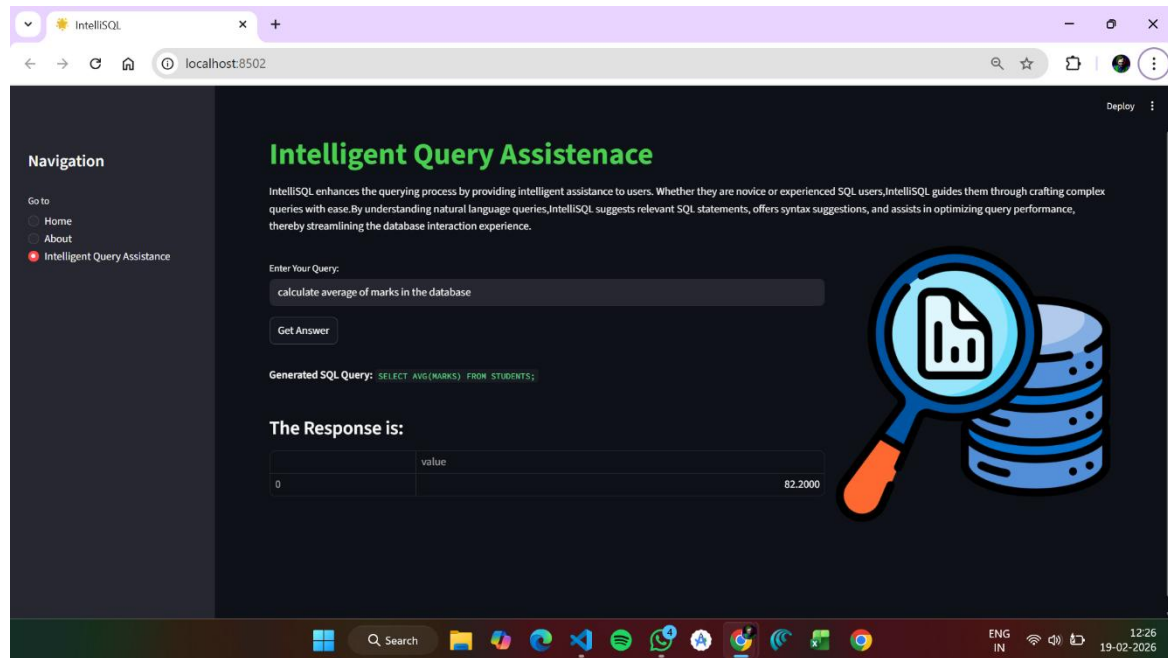 IntelliSQL
localhost:8502
Deploy
Navigation
Go to
Home
About
Intelligent Query Assistance
Intelligent Query Assistenace
IntelliSQL enhances the querying process by providing intelligent assistance to users. Whether they are novice or experienced SQL users,IntelliSQL guides them through crafting complex
queries with ease.By understanding natural language queries,IntelliSQL suggests relevant SQL statements, offers syntax suggestions, and assists in optimizing query performance,
thereby streamlining the database interaction experience.
Enter Your Query:
calculate average of marks in the database
Get Answer
Generated SQL Query: SELECT AVG(MARKS) FROM STUDENTS;
The Response is:
value
0 82.2000
Search
4
ENG
IN
12:26
19-02-2026